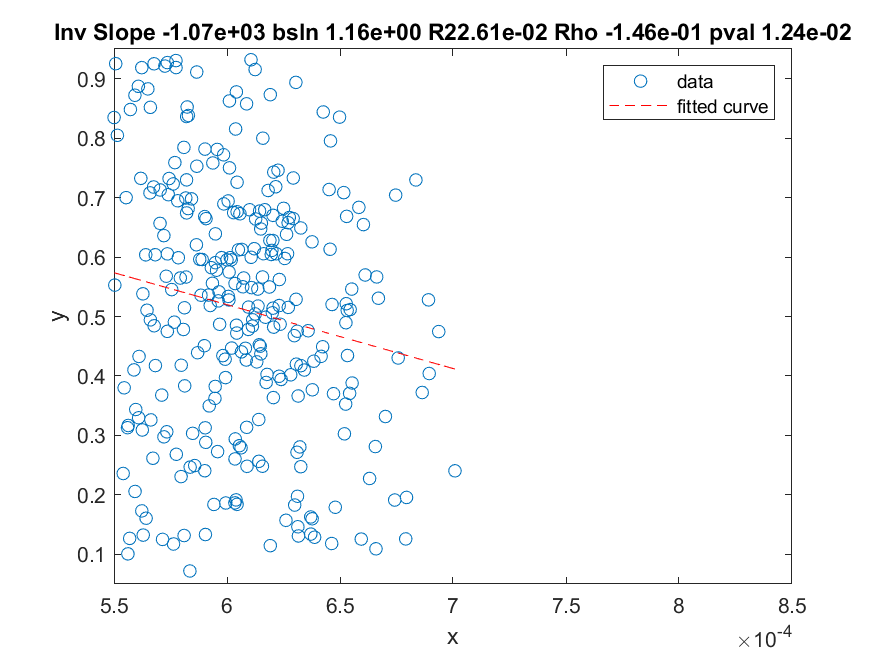 Inv Slope -1.07e+03 bsln 1.16e+00 R22.61e-02 Rho -1.46e-01 pval 1.24e-02
data
fitted curve
0.9
0.8
0.7
0.6
0.5
0.4
0.3
0.2
0.1
y
5.5 6 6.5 7 7.5 8 8.5
x
×10-4